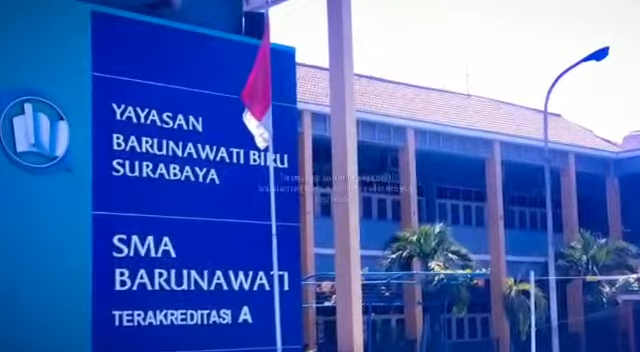 YAYASAN
BARUNAWATI BIRU
SURABAYA
SMA
BARUNAWATI
TERAKREDITASI A